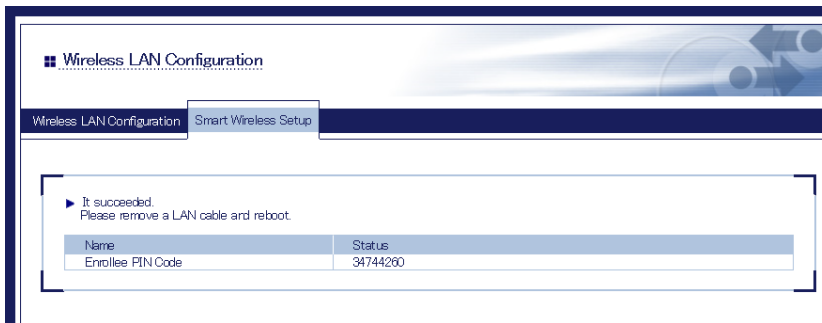 Wireless LAN Configuration
Wireless LAN Configuration Smart Wireless Setup
It succeeded.
Please remove a LAN cable and reboot.
Name Status
Enrollee PIN Code 34744260